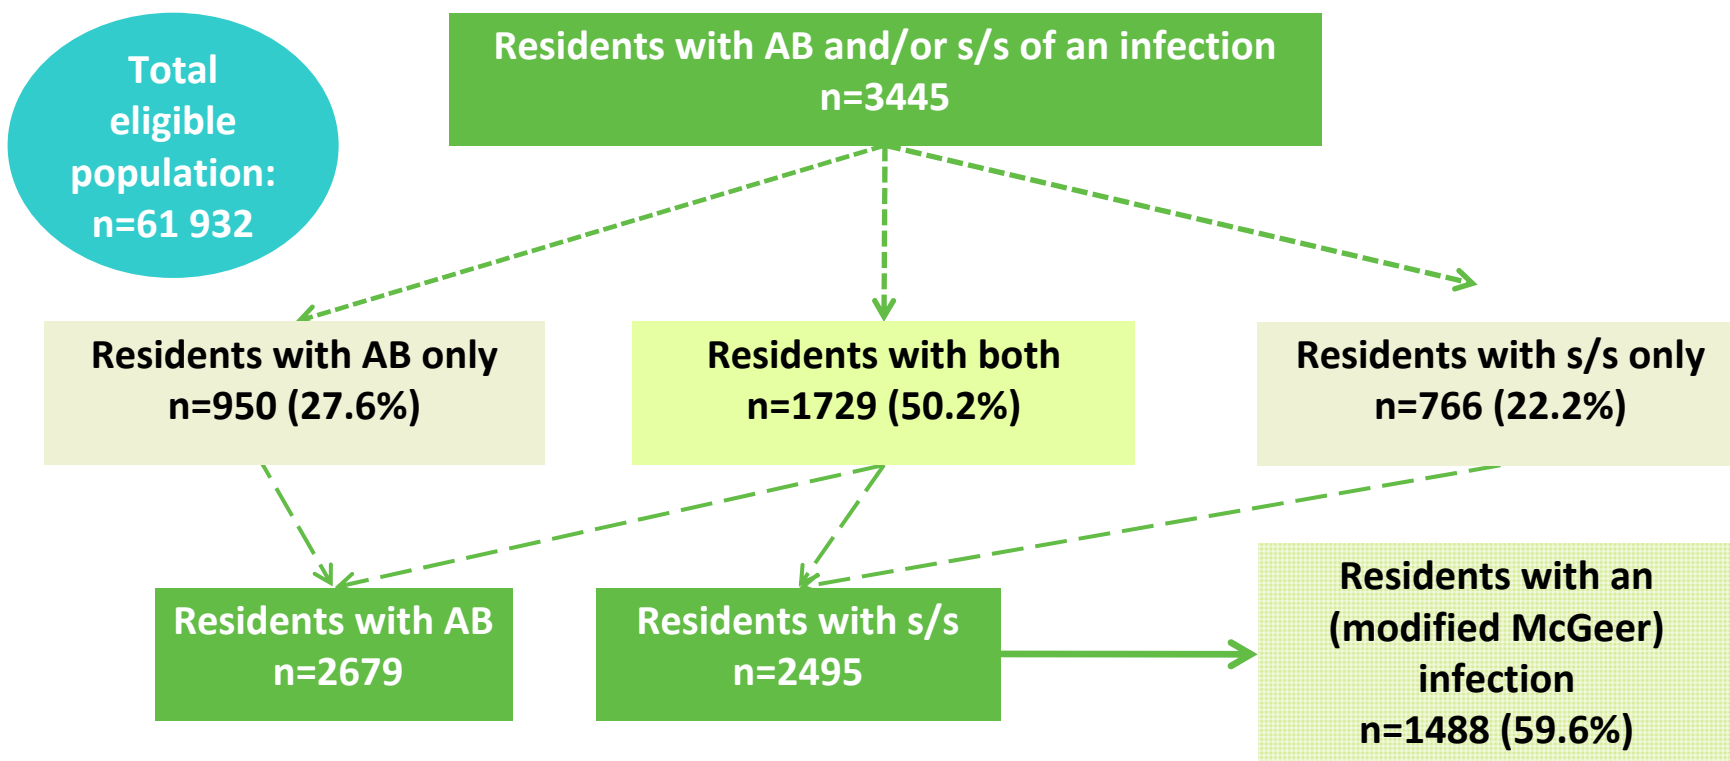 Total
eligible
population:
n=61 932
Residents with AB and/or s/s of an infection
n=3445
Residents with AB only
n=950 (27.6%)
Residents with both
n=1729 (50.2%)
Residents with s/s only
n=766 (22.2%)
Residents with AB
n=2679
Residents with s/s
n=2495
Residents with an
(modified McGeer)
infection
n=1488 (59.6%)